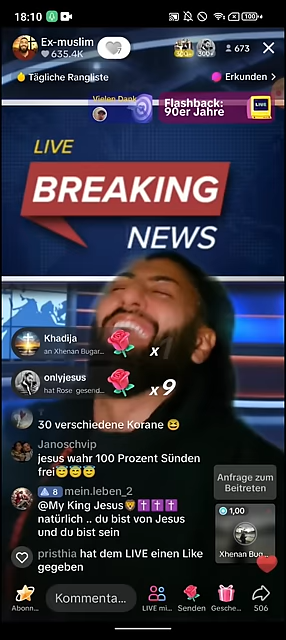 18:10
100
Ex-muslim
635.4K
300+
673
Tägliche Rangliste
Erkunden >
Vielen Dank
Flashback:
90er Jahre
LIVE
LIVE
BREAKING
NEWS
Khadija
an Xhenan Bugar...
x
onlyjesus
hat Rose gesend...
x9
30 verschiedene Korane 😆
Janoschvip
jesus wahr 100 Prozent Sünden
frei😇😇😇
8 mein.leben_2
@My King Jesus🦁✝️✝️✝️
natürlich .. du bist von Jesus
und du bist sein
Anfrage zum
Beitreten
1,00
Xhenan Bug...
pristhia hat dem LIVE einen Like
gegeben
Kommenta...
Abonn...
LIVE mi...
Senden
Gesche...
506